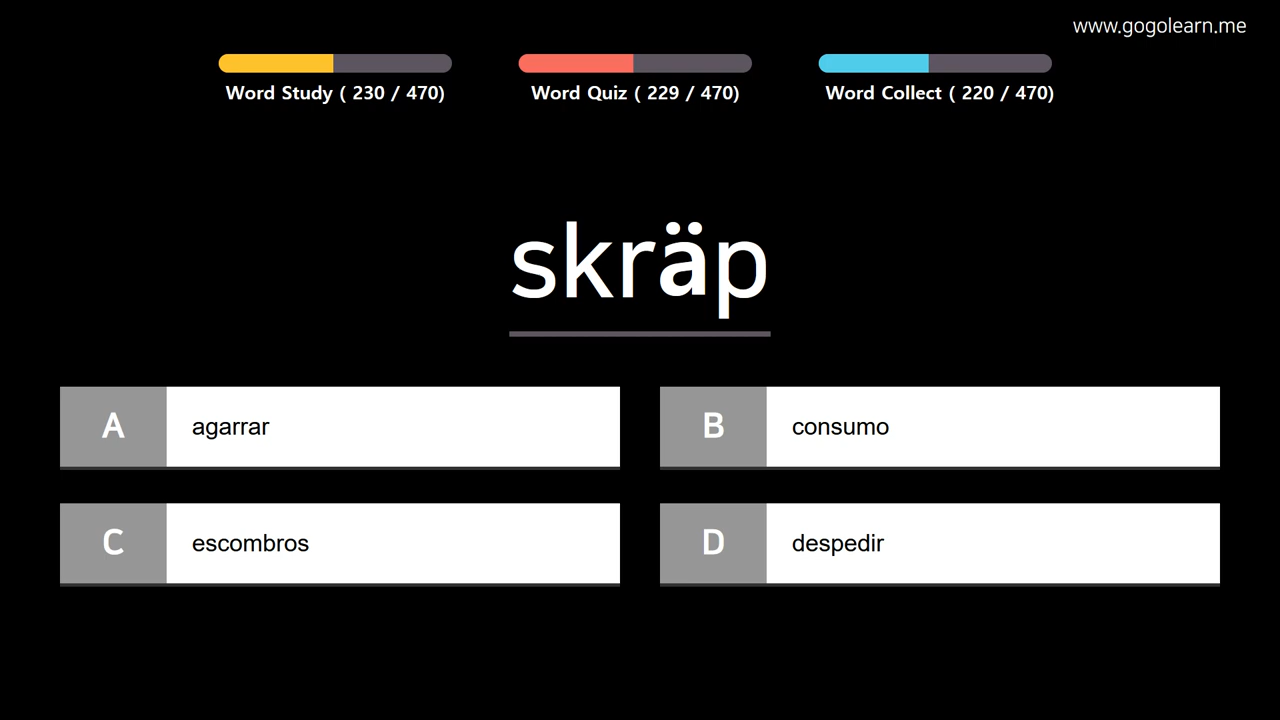 www.gogolearn.me
Word Study ( 230 / 470)
Word Quiz ( 229 / 470)
Word Collect ( 220 / 470)
skräp
A
agarrar
B
consumo
C
escombros
D
despedir